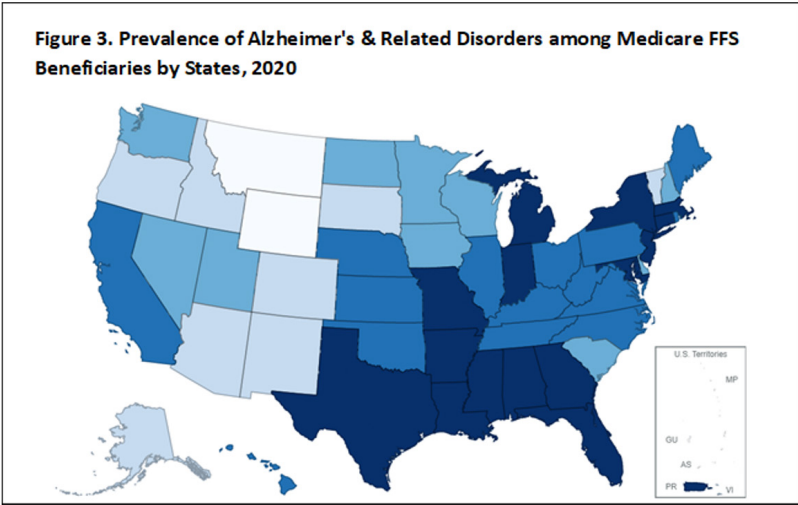 Figure 3. Prevalence of Alzheimer's & Related Disorders among Medicare FFS
Beneficiaries by States, 2020
U.S. Territories
MP
GU
AS
PR
VI